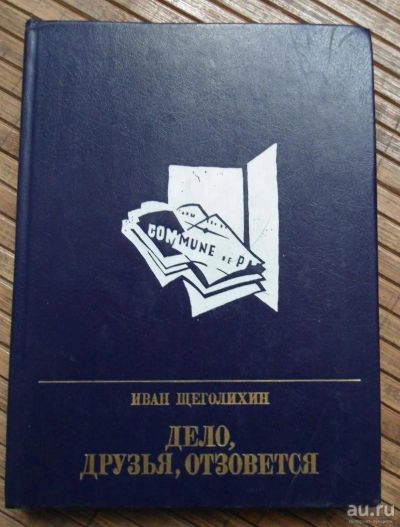 COMMUNE DE P
ИВАН ЩЕГОЛИХИН
ДЕЛО,
ДРУЗЬЯ, ОТЗОВЕТСЯ
au.ru